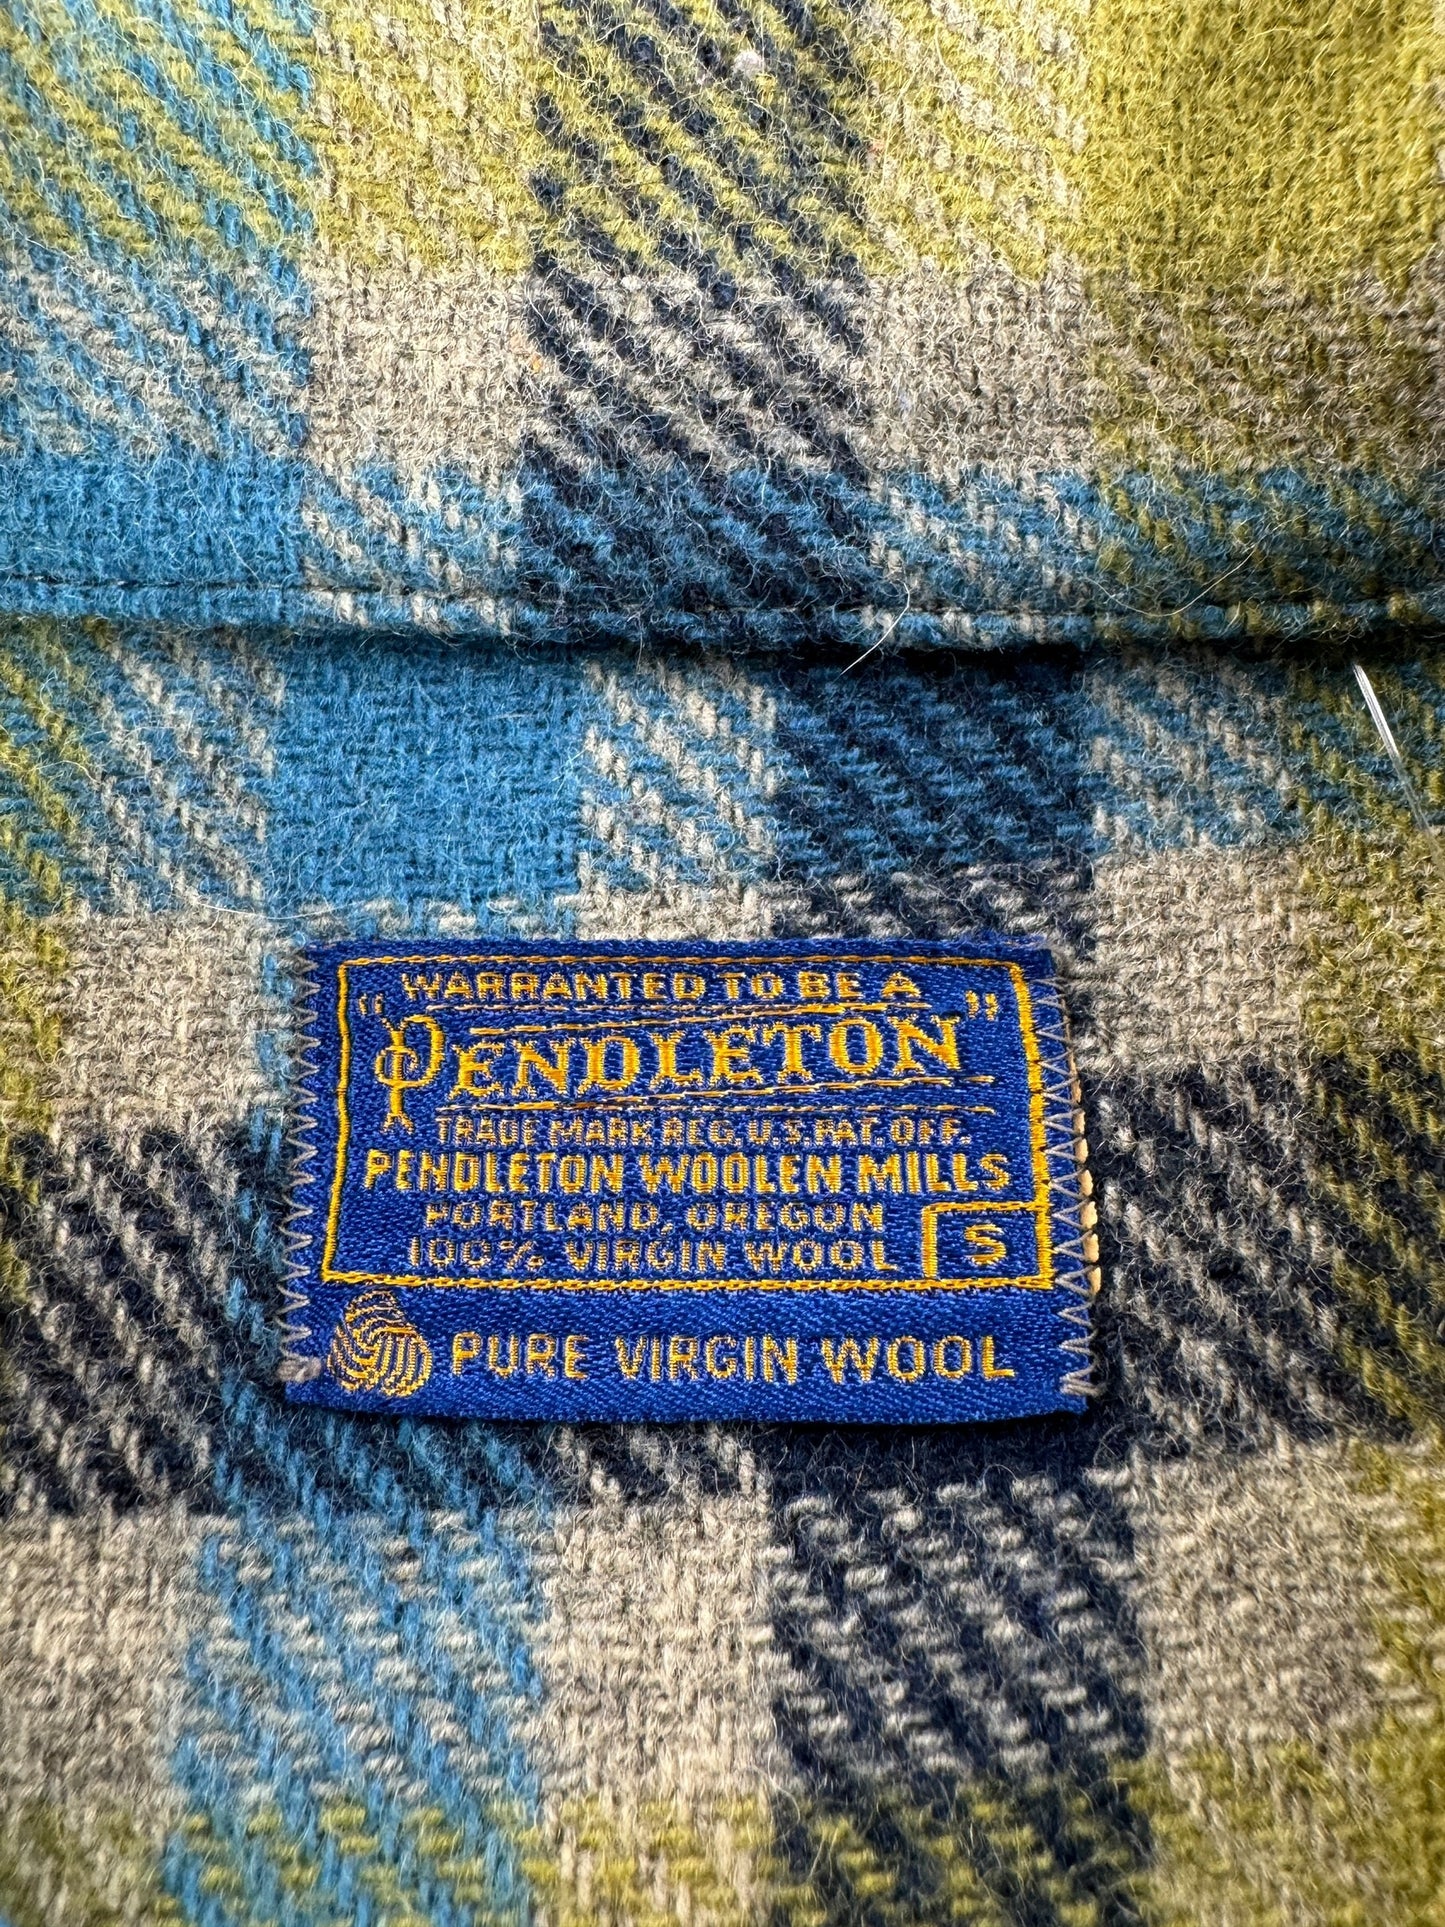 WARRANTED TO BE A
"PENDLETON"
TRADE MARK REG. U.S. PAT. OFF.
PENDLETON WOOLEN MILLS
PORTLAND, OREGON
100% VIRGIN WOOL
S
PURE VIRGIN WOOL